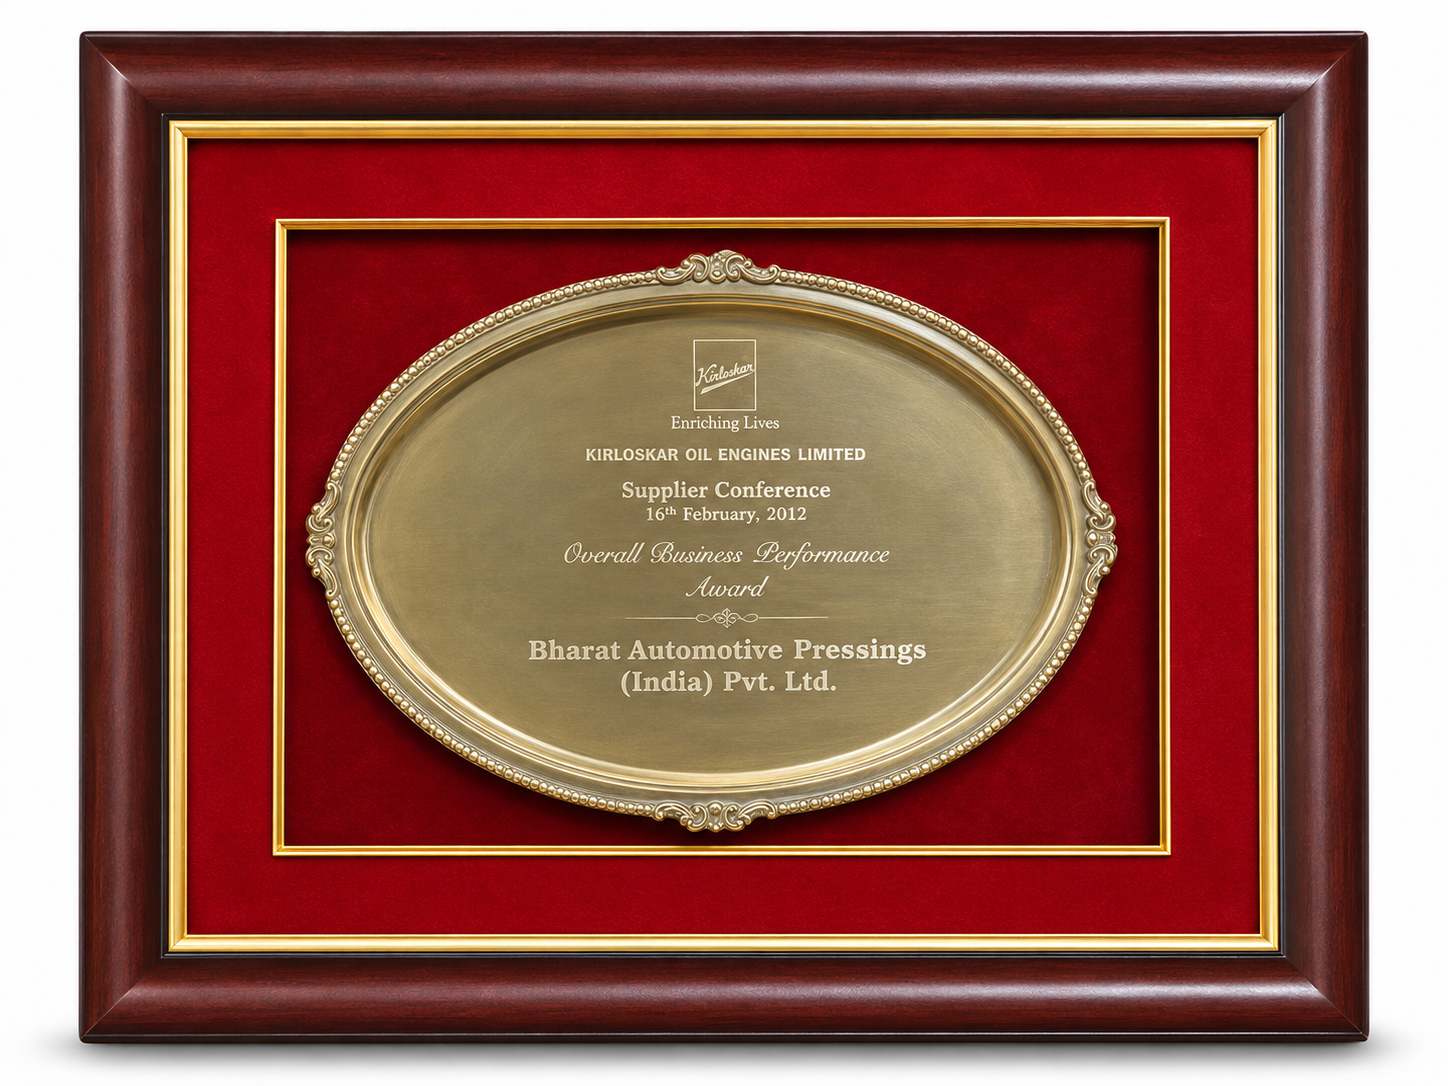 Kirloskar
Enriching Lives
KIRLOSKAR OIL ENGINES LIMITED
Supplier Conference
16th February, 2012
Overall Business Performance
Award
Bharat Automotive Pressings
(India) Pvt. Ltd.